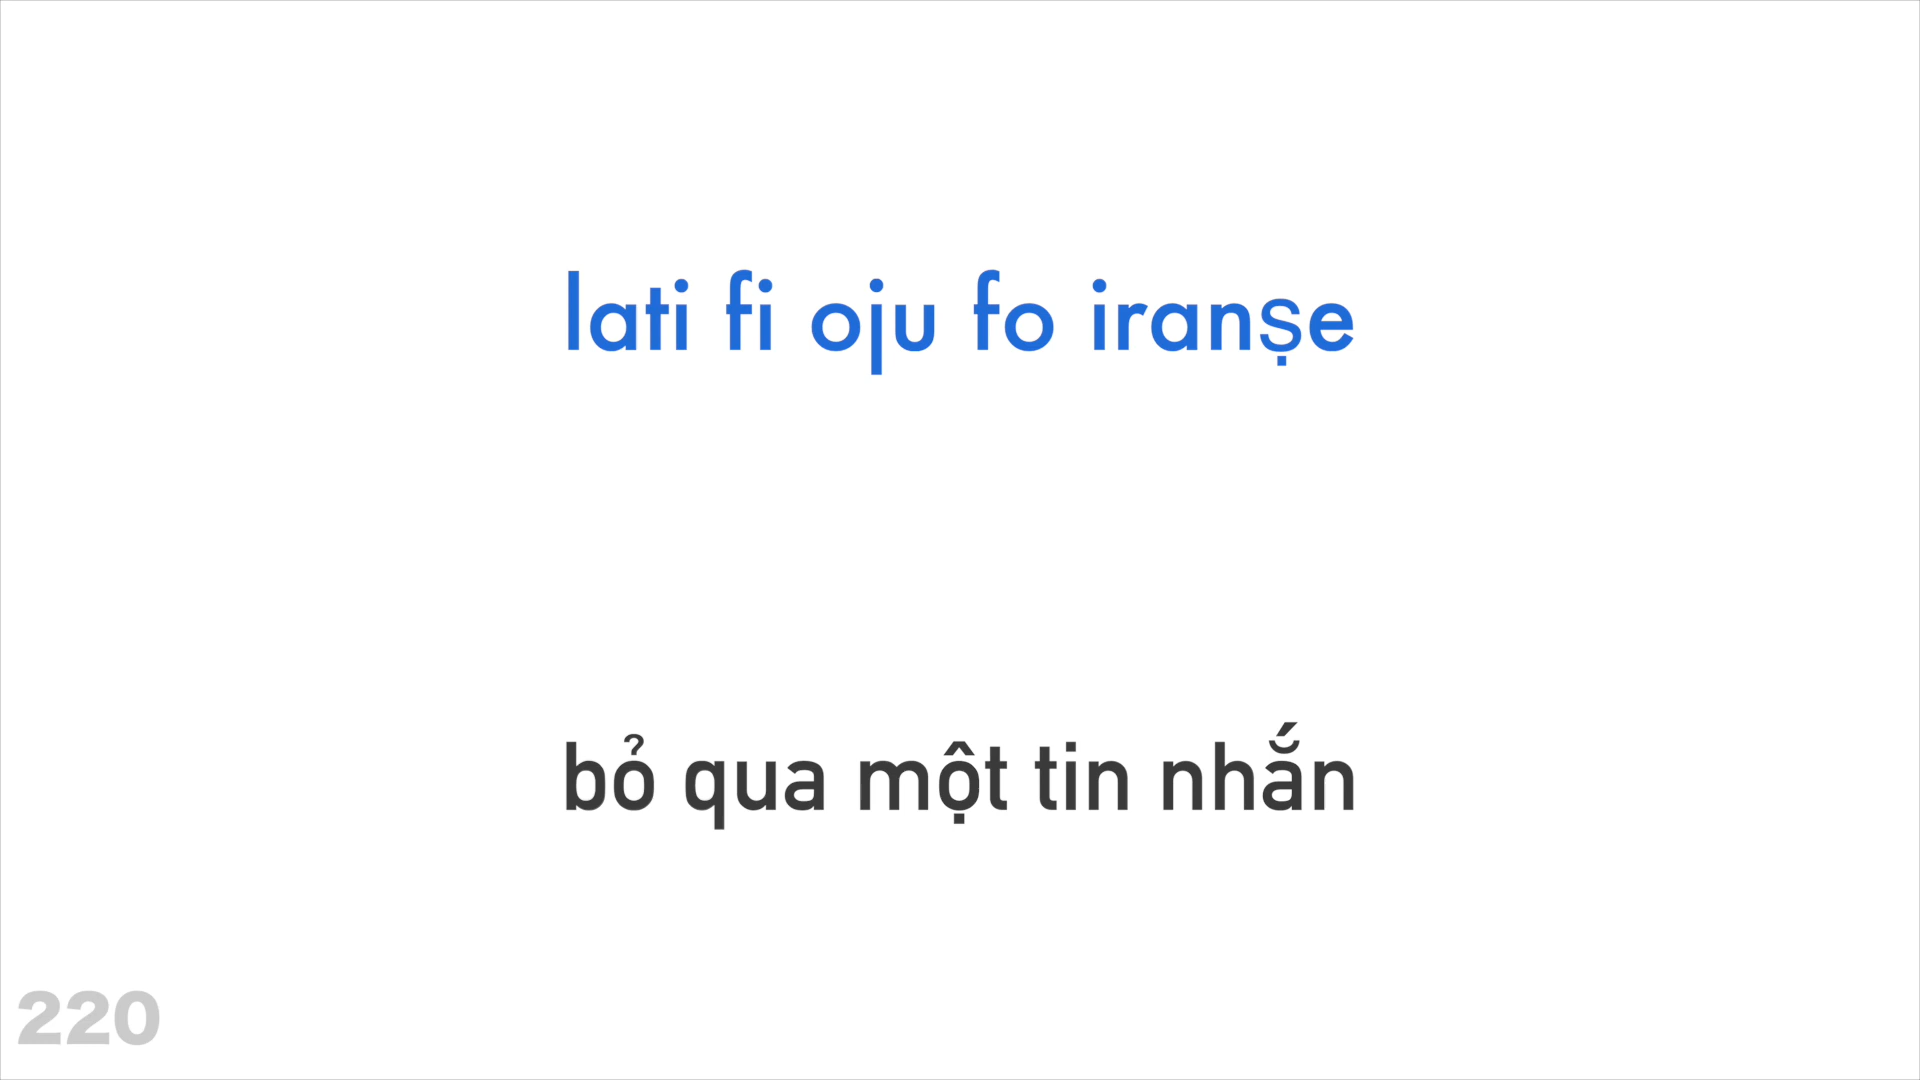 lati fi oju fo iranṣe
bỏ qua một tin nhắn
220